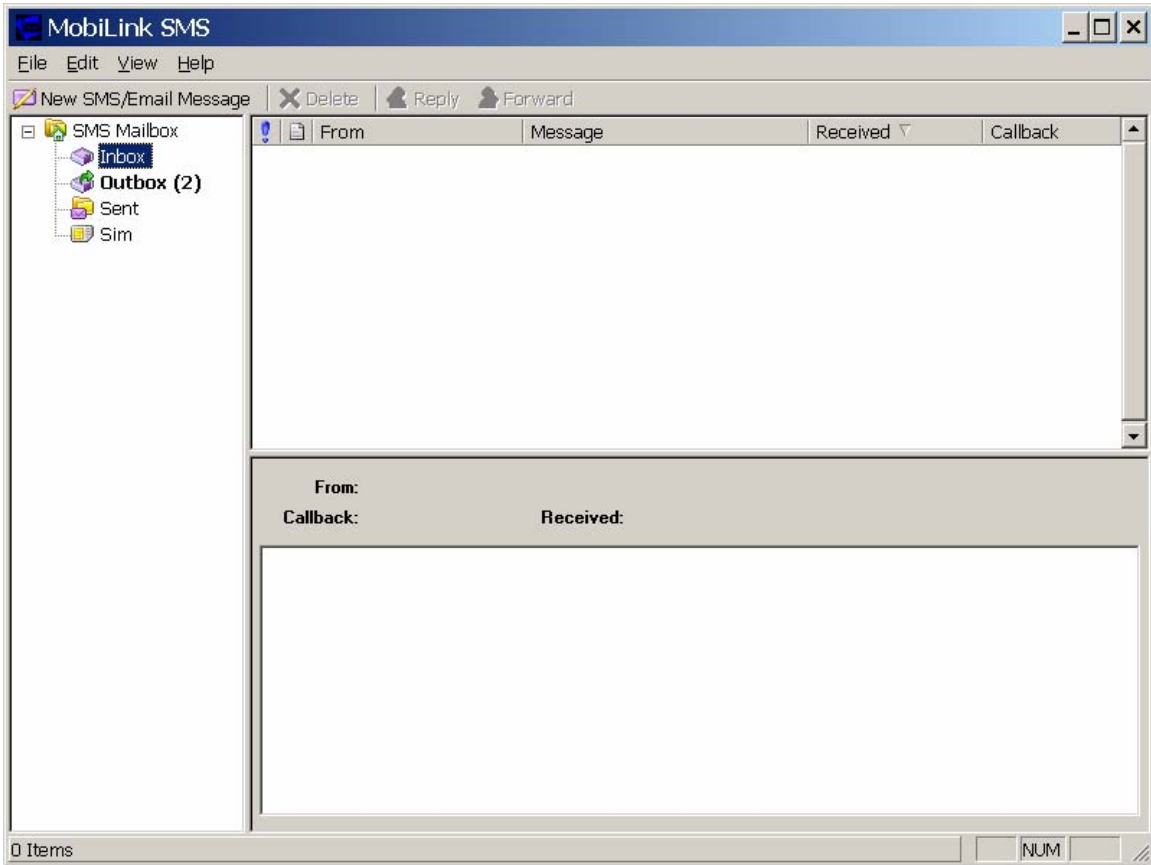 MobiLink SMS
File Edit View Help
New SMS/Email Message Delete Reply Forward
SMS Mailbox
Inbox
Outbox (2)
Sent
Sim
From Message Received Callback
From:
Callback: Received:
0 Items NUM